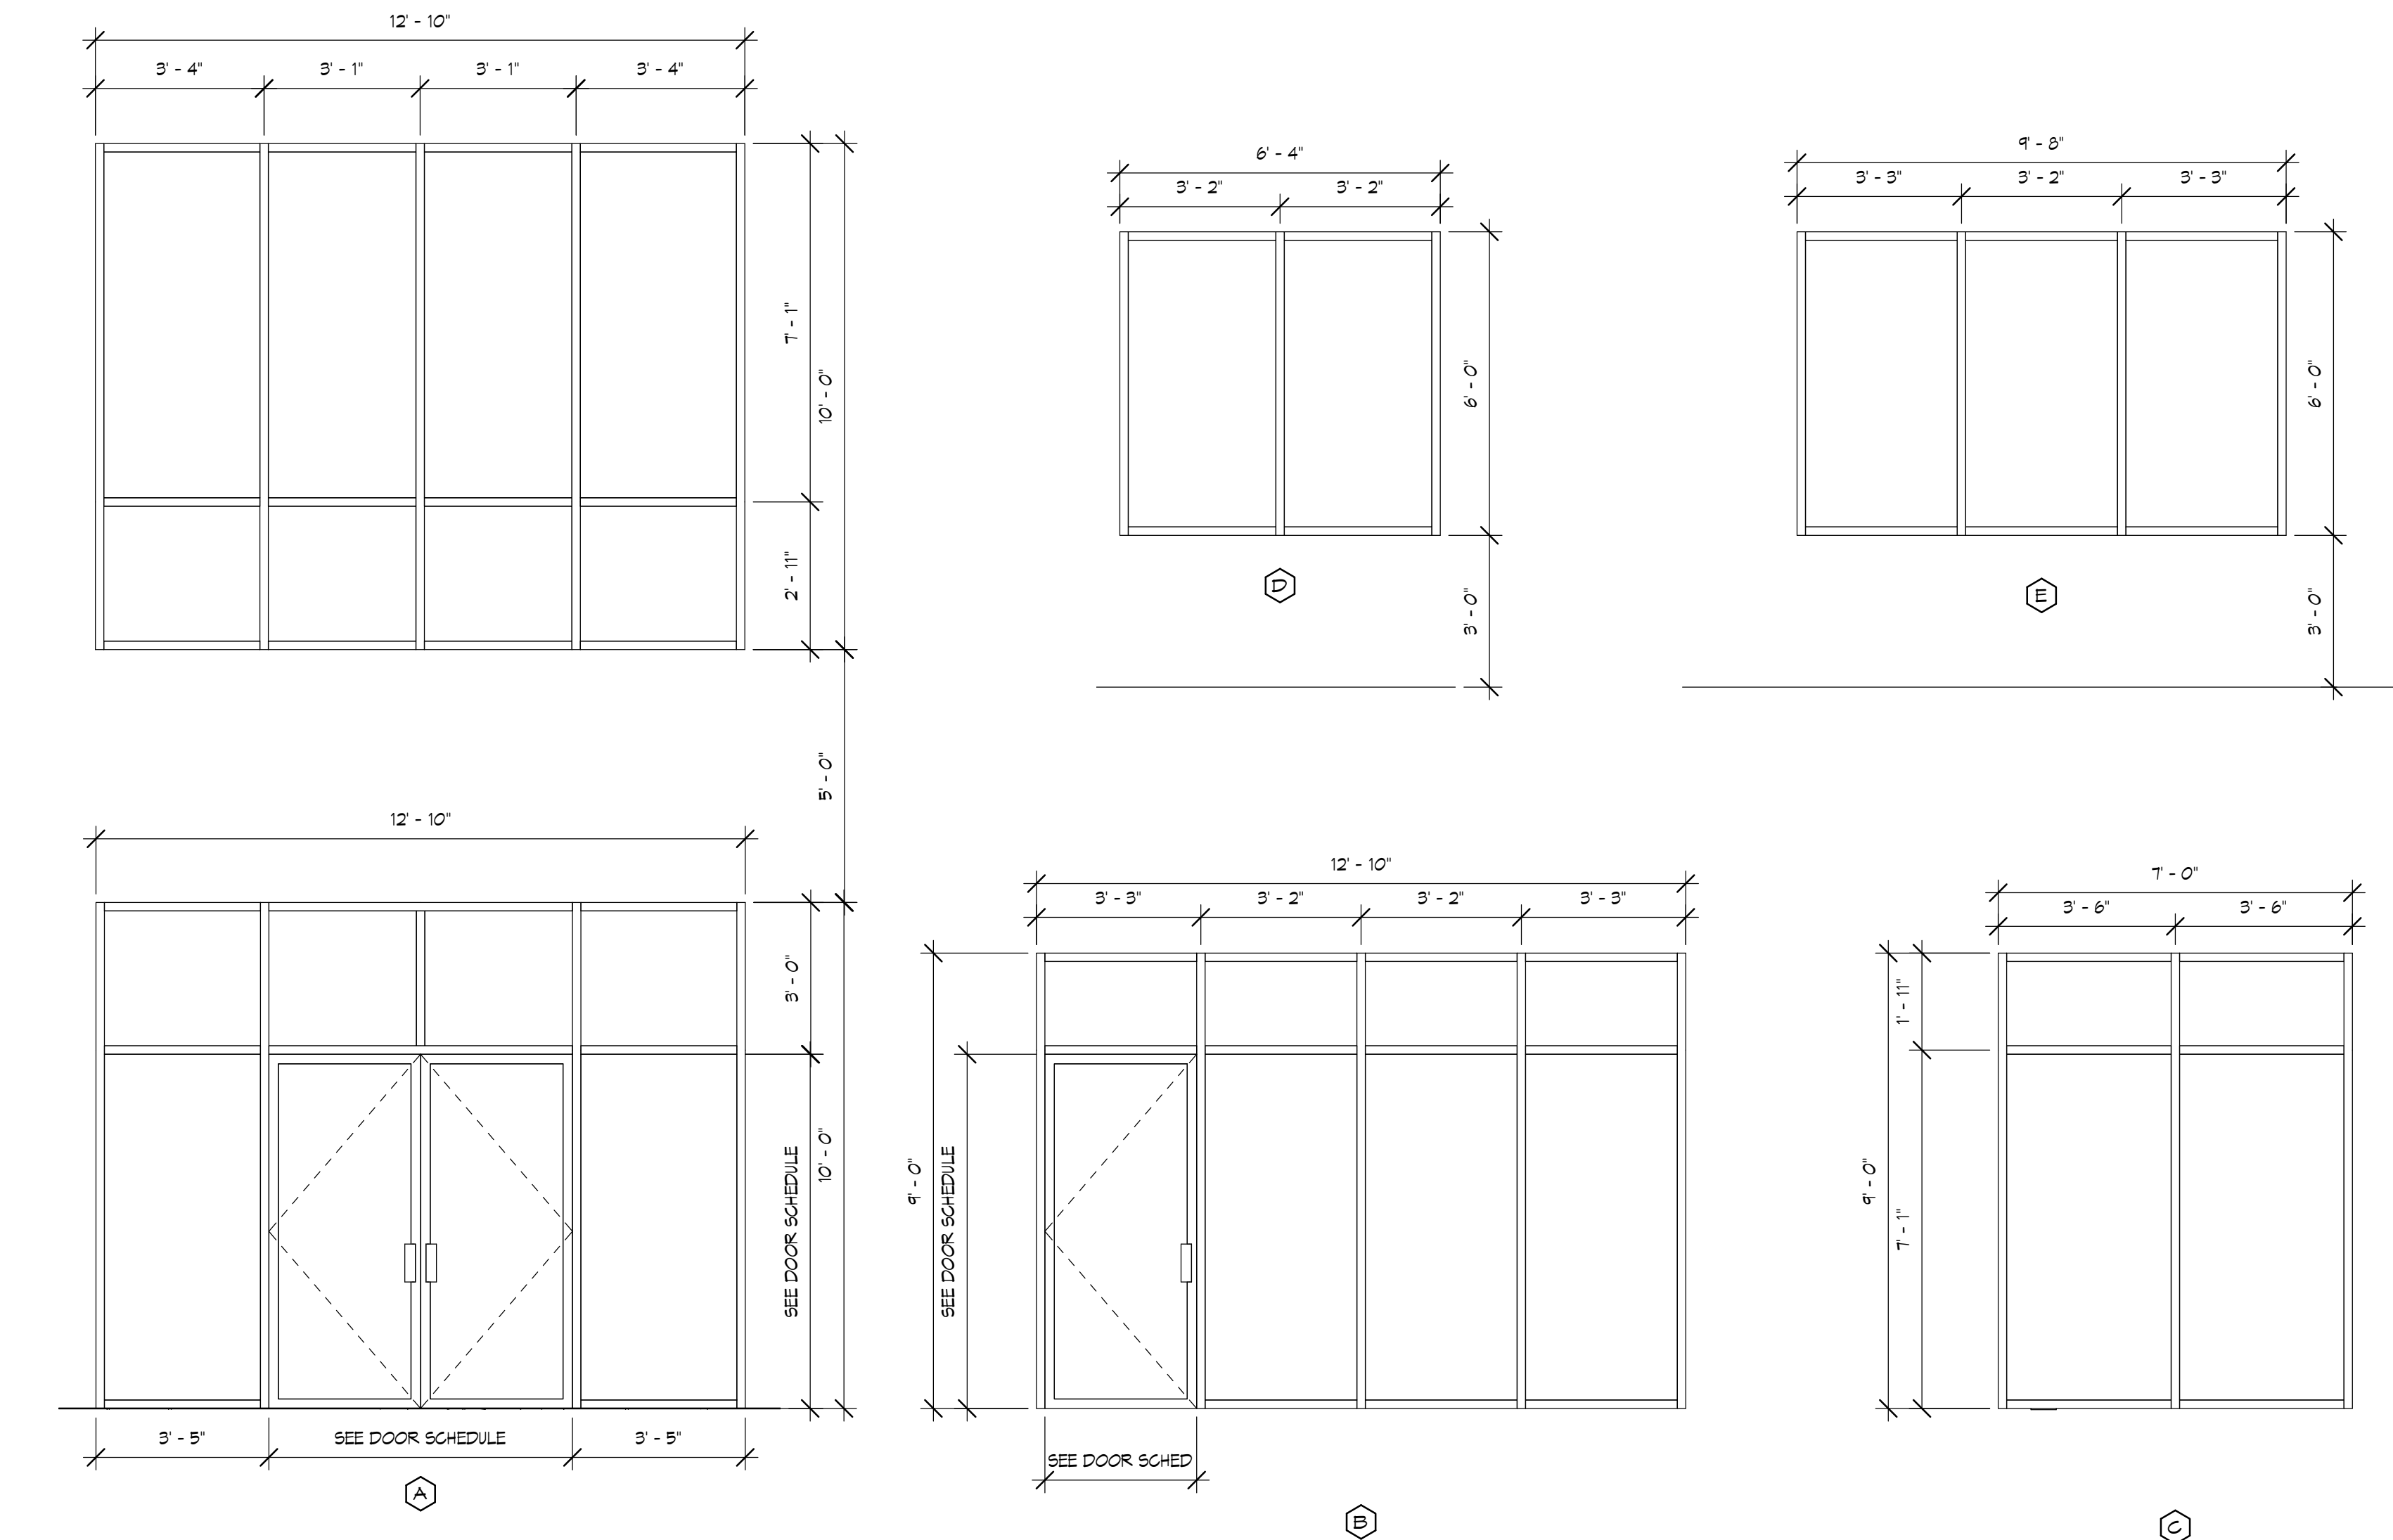 12' - 10"
3' - 4" 3' - 1" 3' - 1" 3' - 4"
7' - 1"
10' - 0"
2' - 11"
5' - 0"
12' - 10"
3' - 0"
SEE DOOR SCHEDULE
10' - 0"
3' - 5" SEE DOOR SCHEDULE 3' - 5"
A
6' - 4"
3' - 2" 3' - 2"
6' - 0"
3' - 0"
D
9' - 8"
3' - 3" 3' - 2" 3' - 3"
6' - 0"
3' - 0"
E
12' - 10"
3' - 3" 3' - 2" 3' - 2" 3' - 3"
9' - 0"
SEE DOOR SCHEDULE
SEE DOOR SCHED
B
7' - 0"
3' - 6" 3' - 6"
1' - 11"
9' - 0"
7' - 1"
C